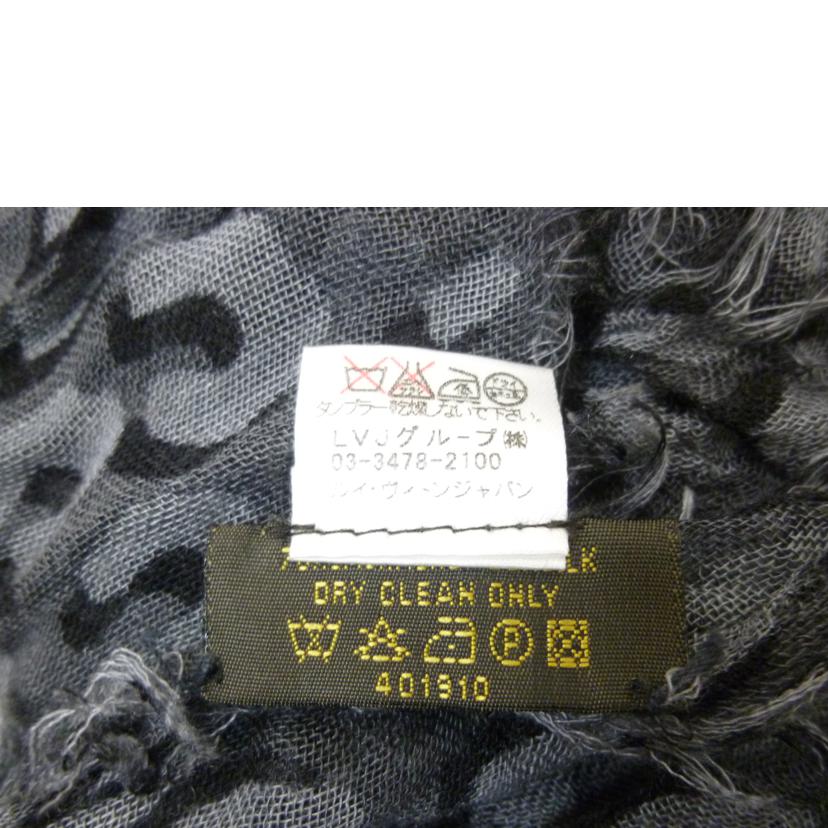 タンブラー乾燥しないで下さい。
LVJグループ㈱
03-3478-2100
ルイ・ヴィトンジャパン
DRY CLEAN ONLY
P
401910